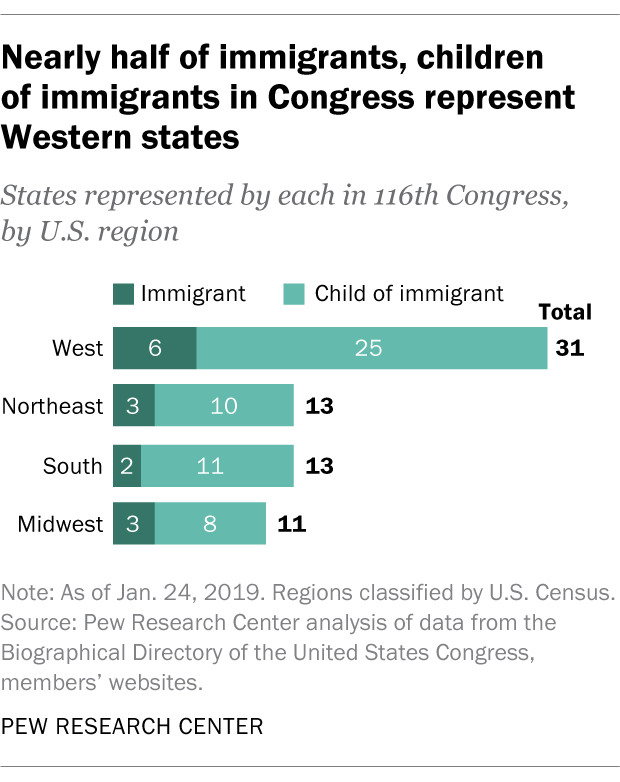 Nearly half of immigrants, children
of immigrants in Congress represent
Western states
States represented by each in 116th Congress,
by U.S. region
Immigrant Child of immigrant
Total
West 6 25 31
Northeast 3 10 13
South 2 11 13
Midwest 3 8 11
Note: As of Jan. 24, 2019. Regions classified by U.S. Census.
Source: Pew Research Center analysis of data from the
Biographical Directory of the United States Congress,
members’ websites.
PEW RESEARCH CENTER